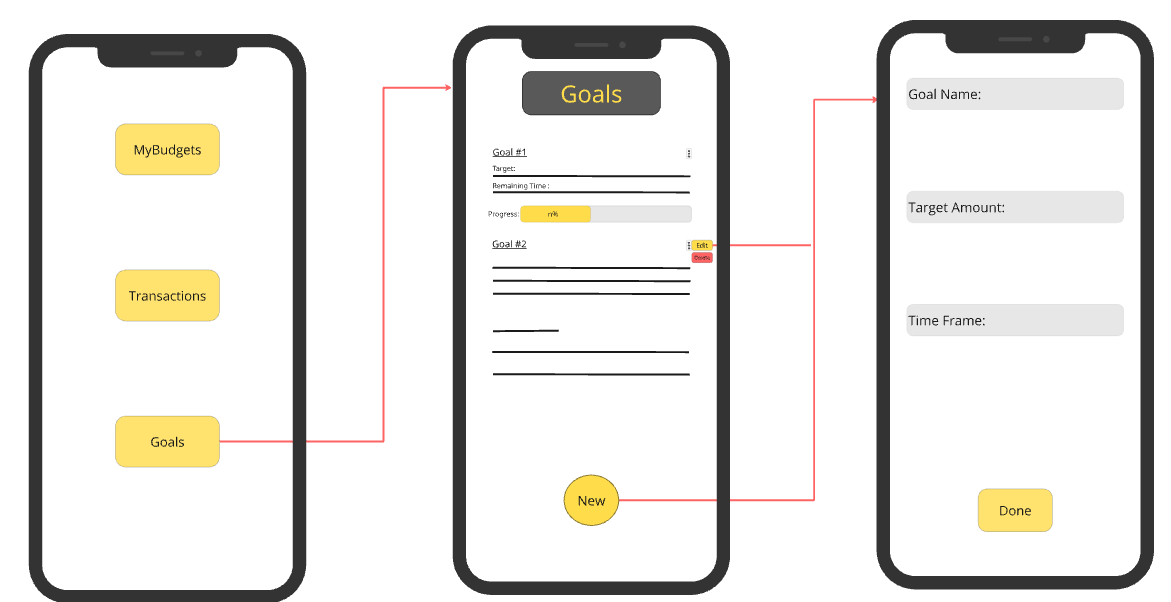 MyBudgets
Transactions
Goals
Goals
Goal #1
Target:
Remaining Time :
Progress:
n%
Goal #2
Edit
New
Goal Name:
Target Amount:
Time Frame:
Done